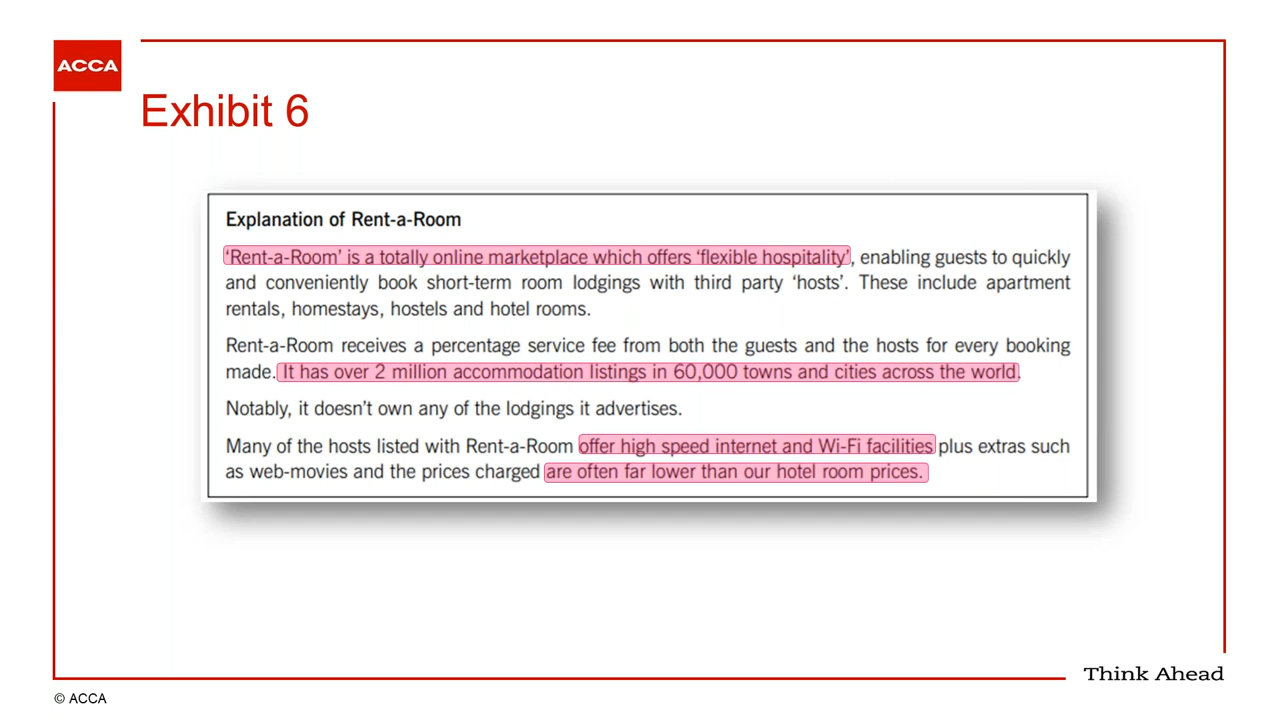 ACCA
Exhibit 6
Explanation of Rent-a-Room
‘Rent-a-Room’ is a totally online marketplace which offers ‘flexible hospitality’, enabling guests to quickly
and conveniently book short-term room lodgings with third party ‘hosts’. These include apartment
rentals, homestays, hostels and hotel rooms.
Rent-a-Room receives a percentage service fee from both the guests and the hosts for every booking
made. It has over 2 million accommodation listings in 60,000 towns and cities across the world.
Notably, it doesn’t own any of the lodgings it advertises.
Many of the hosts listed with Rent-a-Room offer high speed internet and Wi-Fi facilities plus extras such
as web-movies and the prices charged are often far lower than our hotel room prices.
Think Ahead
© ACCA